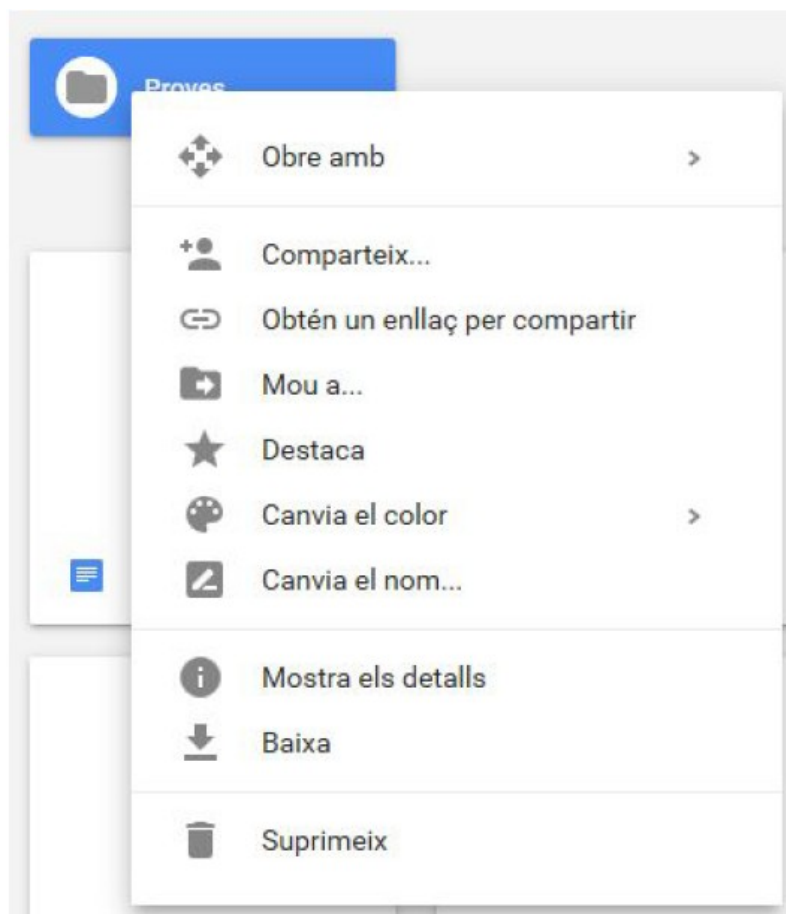 Proves
Obre amb
Comparteix...
Obtén un enllaç per compartir
Mou a...
Destaca
Canvia el color
Canvia el nom...
Mostra els detalls
Baixa
Suprimeix